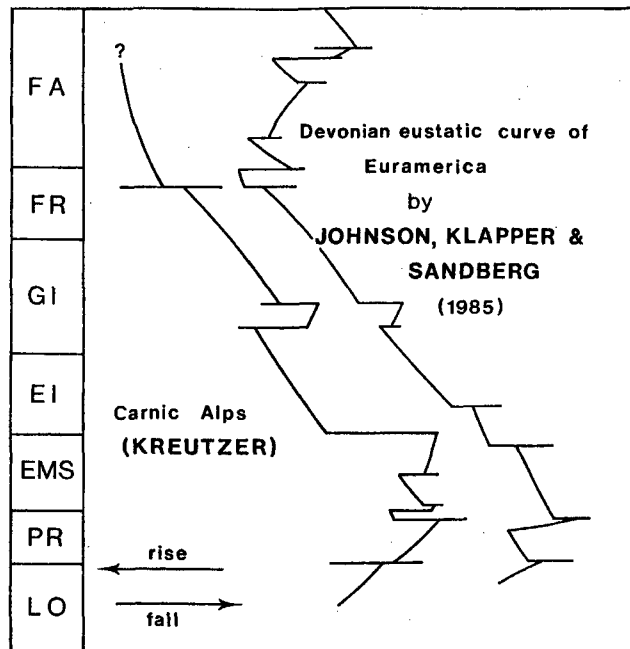 ?
FA
FR
GI
EI
EMS
PR
LO
Devonian eustatic curve of
Euramerica
by
JOHNSON, KLAPPER &
SANDBERG
(1985)
Carnic Alps
(KREUTZER)
rise
fall